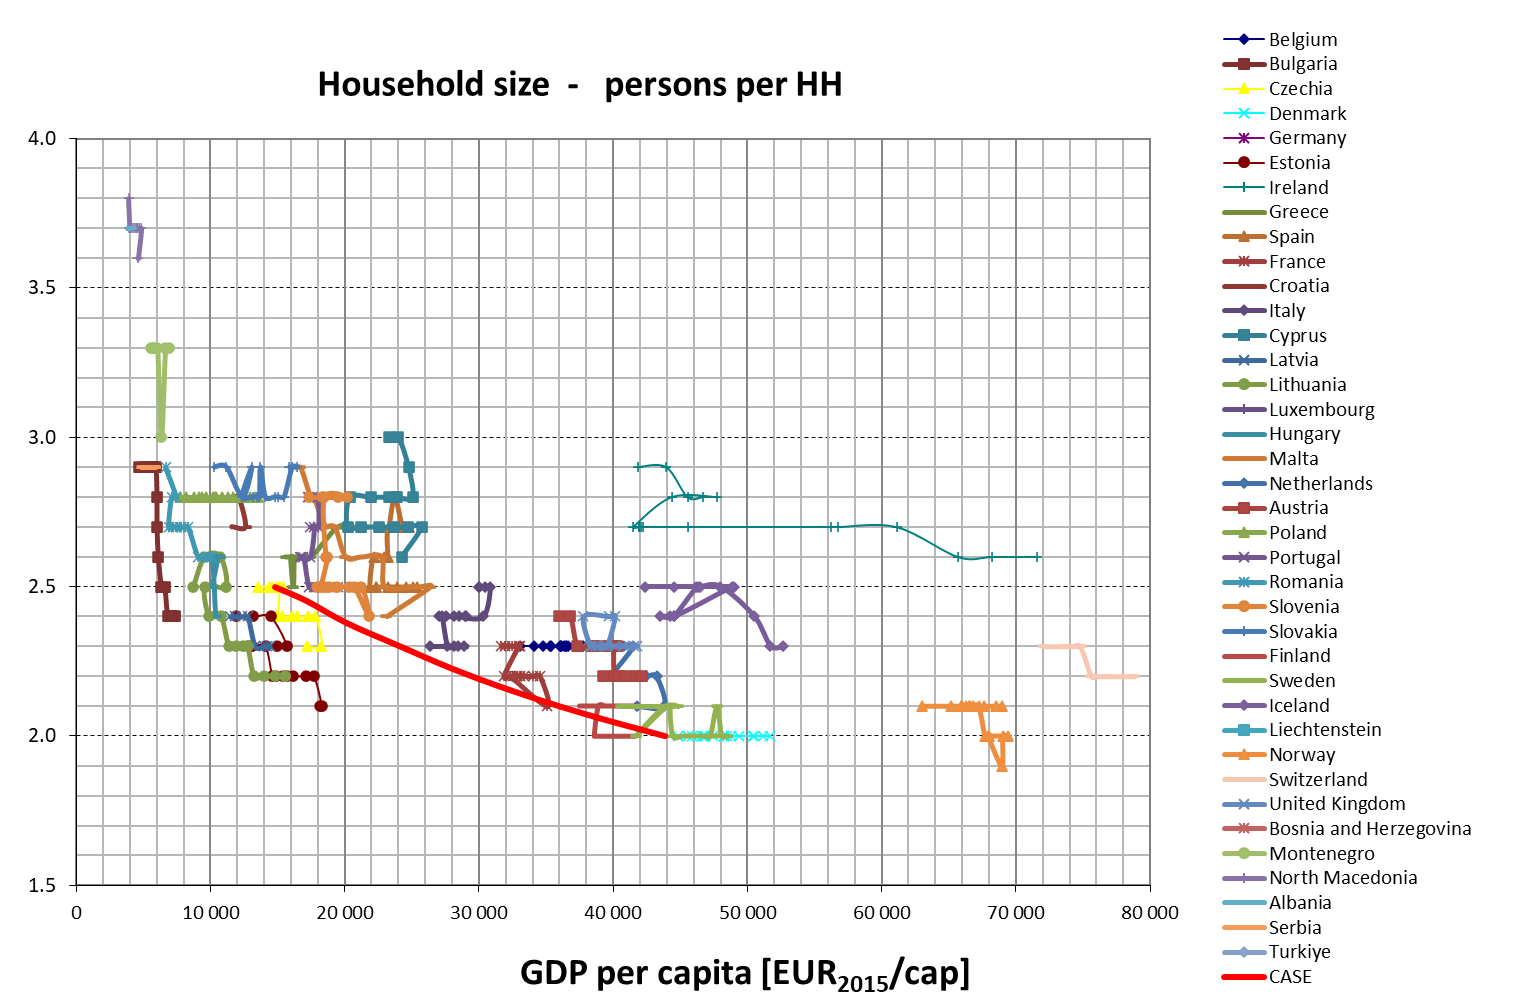 Household size - persons per HH
4.0
3.5
3.0
2.5
2.0
1.5
0 10 000 20 000 30 000 40 000 50 000 60 000 70 000 80 000
GDP per capita [EUR2015/cap]
Belgium
Bulgaria
Czechia
Denmark
Germany
Estonia
Ireland
Greece
Spain
France
Croatia
Italy
Cyprus
Latvia
Lithuania
Luxembourg
Hungary
Malta
Netherlands
Austria
Poland
Portugal
Romania
Slovenia
Slovakia
Finland
Sweden
Iceland
Liechtenstein
Norway
Switzerland
United Kingdom
Bosnia and Herzegovina
Montenegro
North Macedonia
Albania
Serbia
Turkiye
CASE